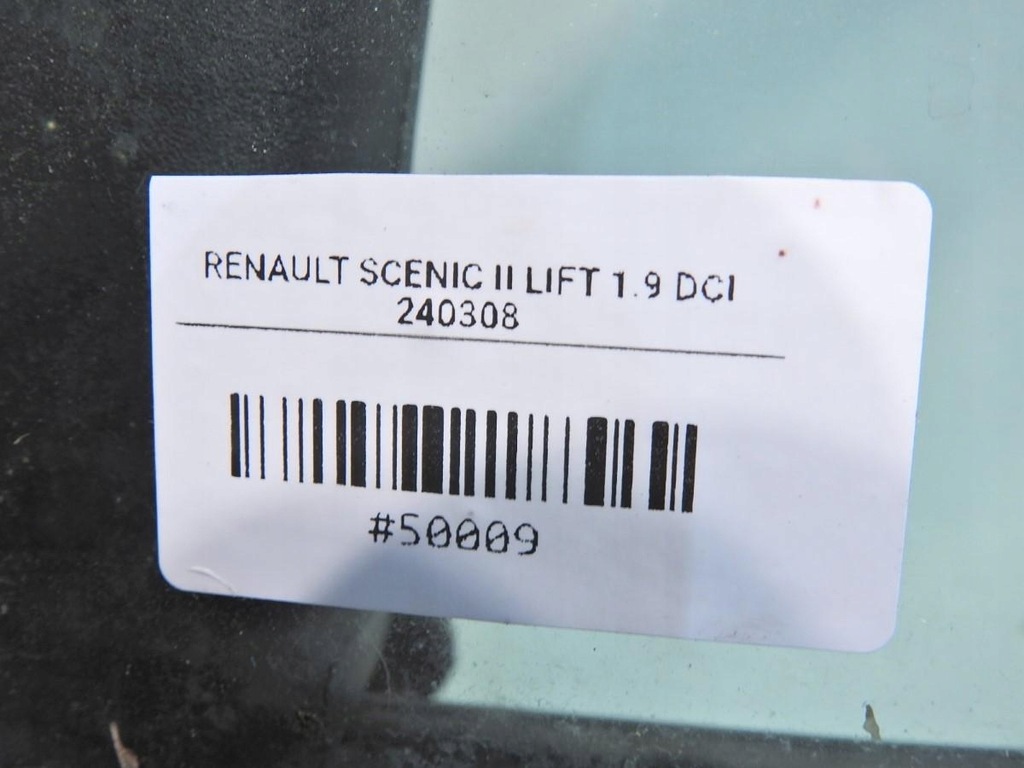 RENAULT SCENIC II LIFT 1.9 DCI
240308
#50009